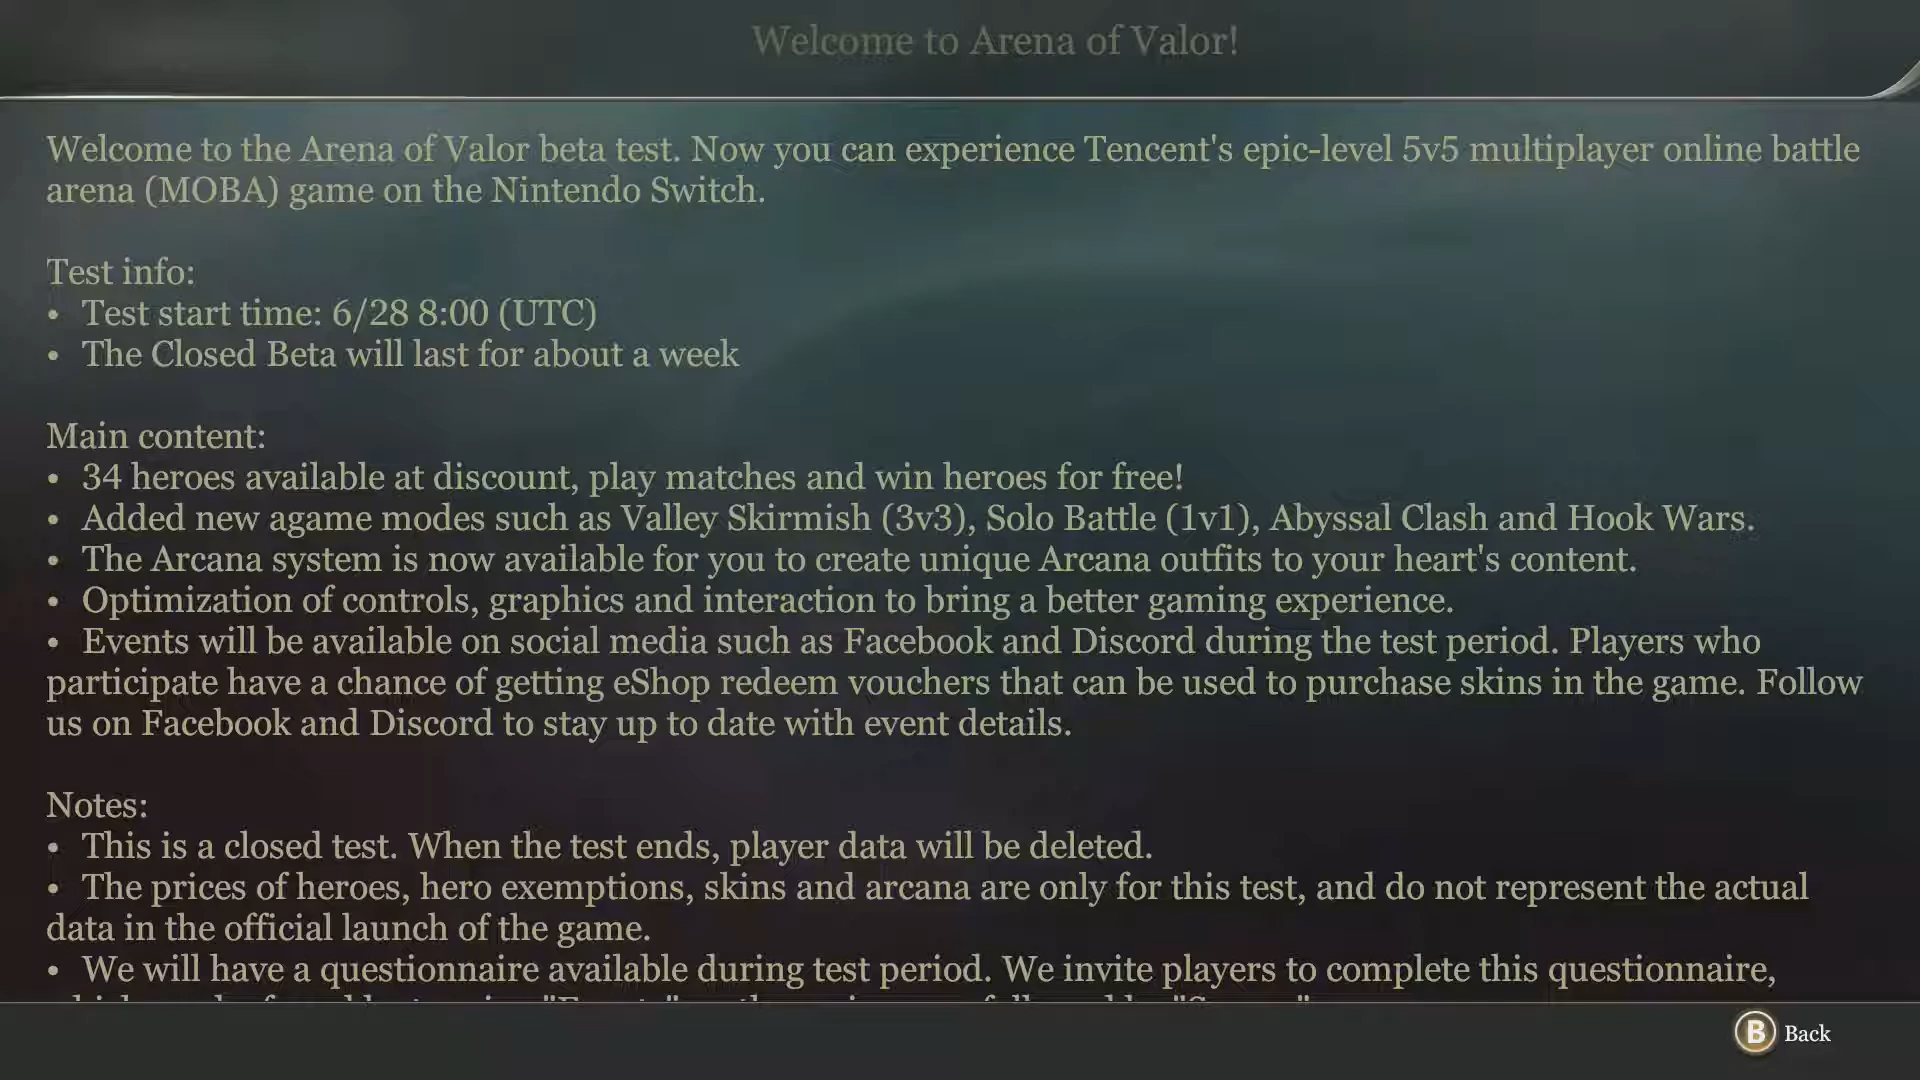 Welcome to Arena of Valor!
Welcome to the Arena of Valor beta test. Now you can experience Tencent's epic-level 5v5 multiplayer online battle
arena (MOBA) game on the Nintendo Switch.
Test info:
• Test start time: 6/28 8:00 (UTC)
• The Closed Beta will last for about a week
Main content:
• 34 heroes available at discount, play matches and win heroes for free!
• Added new agame modes such as Valley Skirmish (3v3), Solo Battle (1v1), Abyssal Clash and Hook Wars.
• The Arcana system is now available for you to create unique Arcana outfits to your heart's content.
• Optimization of controls, graphics and interaction to bring a better gaming experience.
• Events will be available on social media such as Facebook and Discord during the test period. Players who
participate have a chance of getting eShop redeem vouchers that can be used to purchase skins in the game. Follow
us on Facebook and Discord to stay up to date with event details.
Notes:
• This is a closed test. When the test ends, player data will be deleted.
• The prices of heroes, hero exemptions, skins and arcana are only for this test, and do not represent the actual
data in the official launch of the game.
• We will have a questionnaire available during test period. We invite players to complete this questionnaire,
B Back